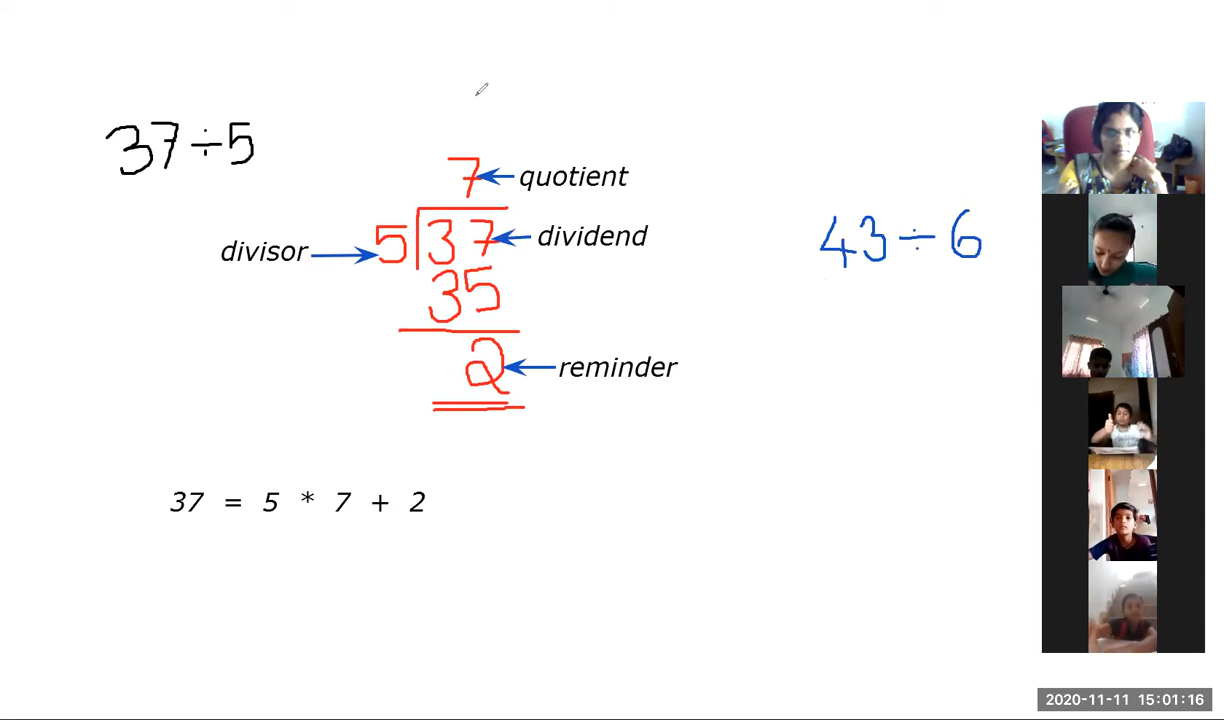 37÷5
7 quotient
divisor 5 37 dividend
43÷6
35
2 reminder
37 = 5 * 7 + 2
2020-11-11 15:01:16